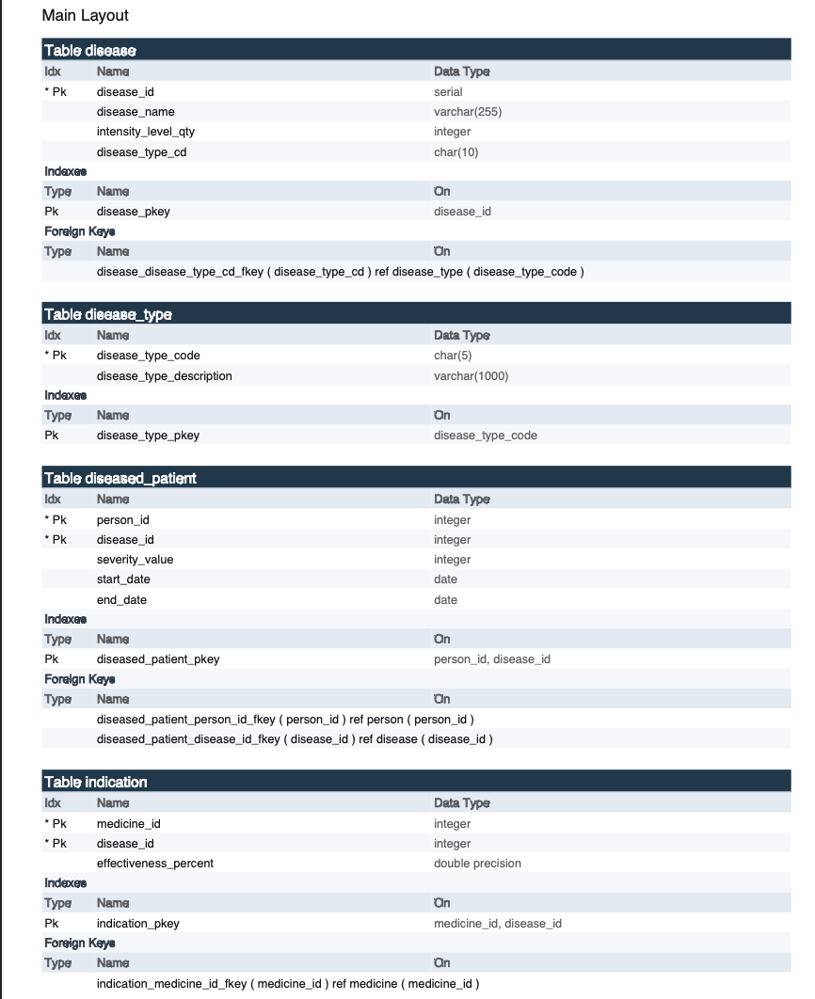 Main Layout
Table disease
Idx Name Data Type
* Pk disease_id serial
disease_name varchar(255)
intensity_level_qty integer
disease_type_cd char(10)
Indexes
Type Name On
Pk disease_pkey disease_id
Foreign Keys
Type Name On
disease_disease_type_cd_fkey ( disease_type_cd ) ref disease_type ( disease_type_code )
Table disease_type
Idx Name Data Type
* Pk disease_type_code char(5)
disease_type_description varchar(1000)
Indexes
Type Name On
Pk disease_type_pkey disease_type_code
Table diseased_patient
Idx Name Data Type
* Pk person_id integer
* Pk disease_id integer
severity_value integer
start_date date
end_date date
Indexes
Type Name On
Pk diseased_patient_pkey person_id, disease_id
Foreign Keys
Type Name On
diseased_patient_person_id_fkey ( person_id ) ref person ( person_id )
diseased_patient_disease_id_fkey ( disease_id ) ref disease ( disease_id )
Table indication
Idx Name Data Type
* Pk medicine_id integer
* Pk disease_id integer
effectiveness_percent double precision
Indexes
Type Name On
Pk indication_pkey medicine_id, disease_id
Foreign Keys
Type Name On
indication_medicine_id_fkey ( medicine_id ) ref medicine ( medicine_id )